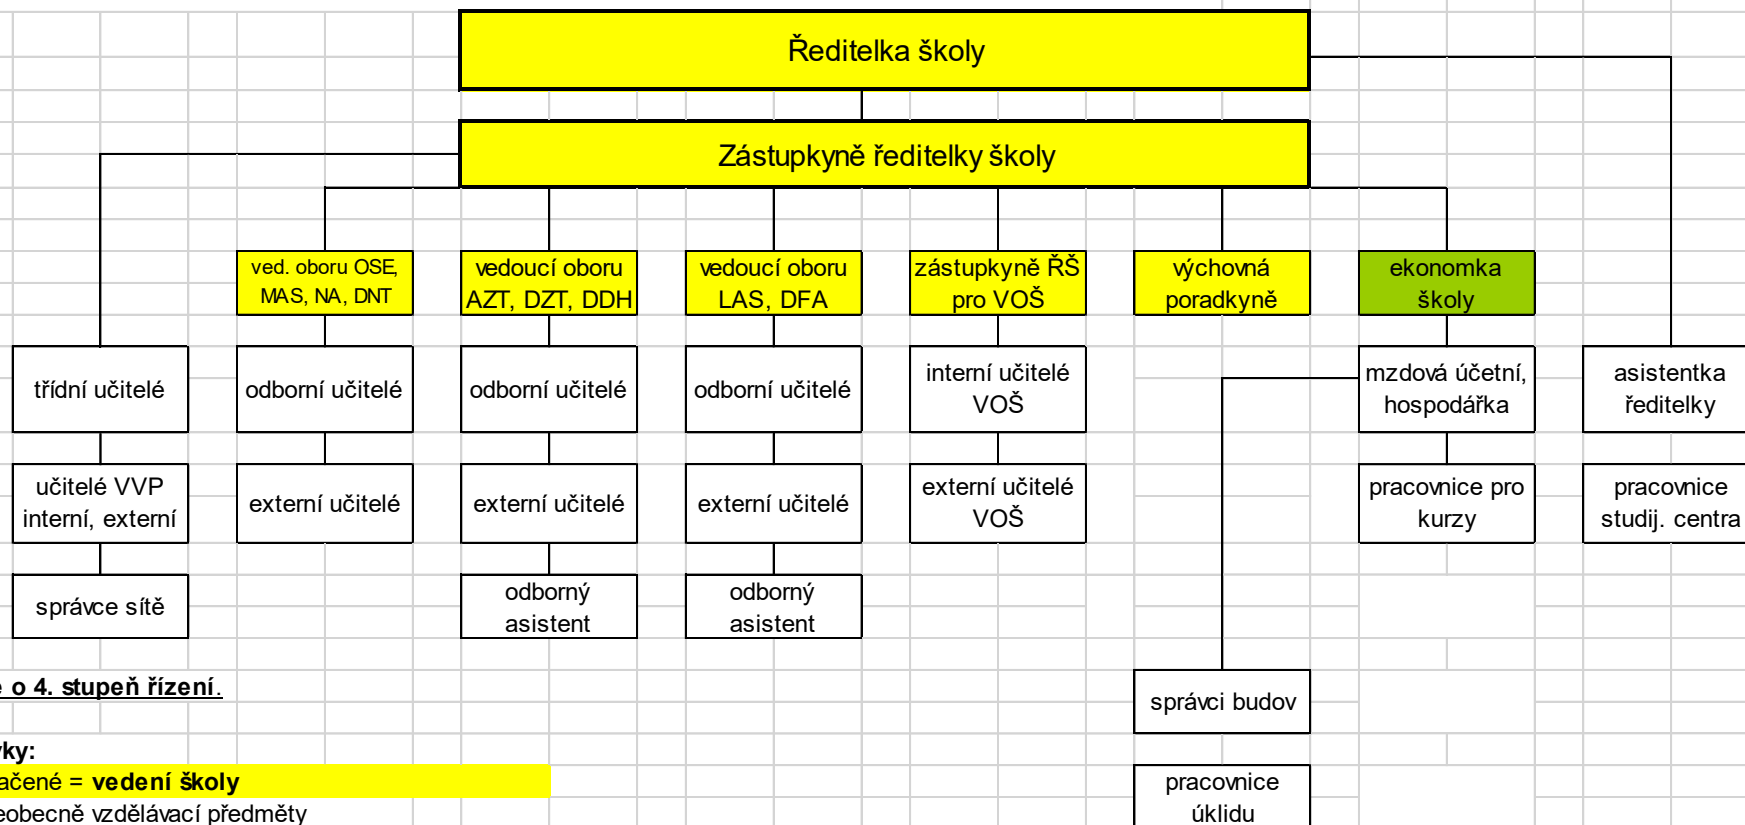 Ředitelka školy
Zástupkyně ředitelky školy
ved. oboru OSE,
MAS, NA, DNT
vedoucí oboru
AZT, DZT, DDH
vedoucí oboru
LAS, DFA
zástupkyně ŘŠ
pro VOŠ
výchovná
poradkyně
ekonomka
školy
třídní učitelé
odborní učitelé
odborní učitelé
odborní učitelé
interní učitelé
VOŠ
mzdová účetní,
hospodářka
asistentka
ředitelky
učitelé VVP
interní, externí
externí učitelé
externí učitelé
externí učitelé
externí učitelé
VOŠ
pracovnice pro
kurzy
pracovnice
studij. centra
správce sítě
odborný
asistent
odborný
asistent
o 4. stupeň řízení.
správci budov
= vedení školy
pracovnice
úklidu
vzdělávací předměty